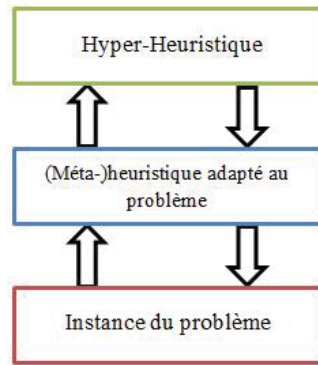 Hyper-Heuristique
(Méta-)heuristique adapté au
problème
Instance du problème